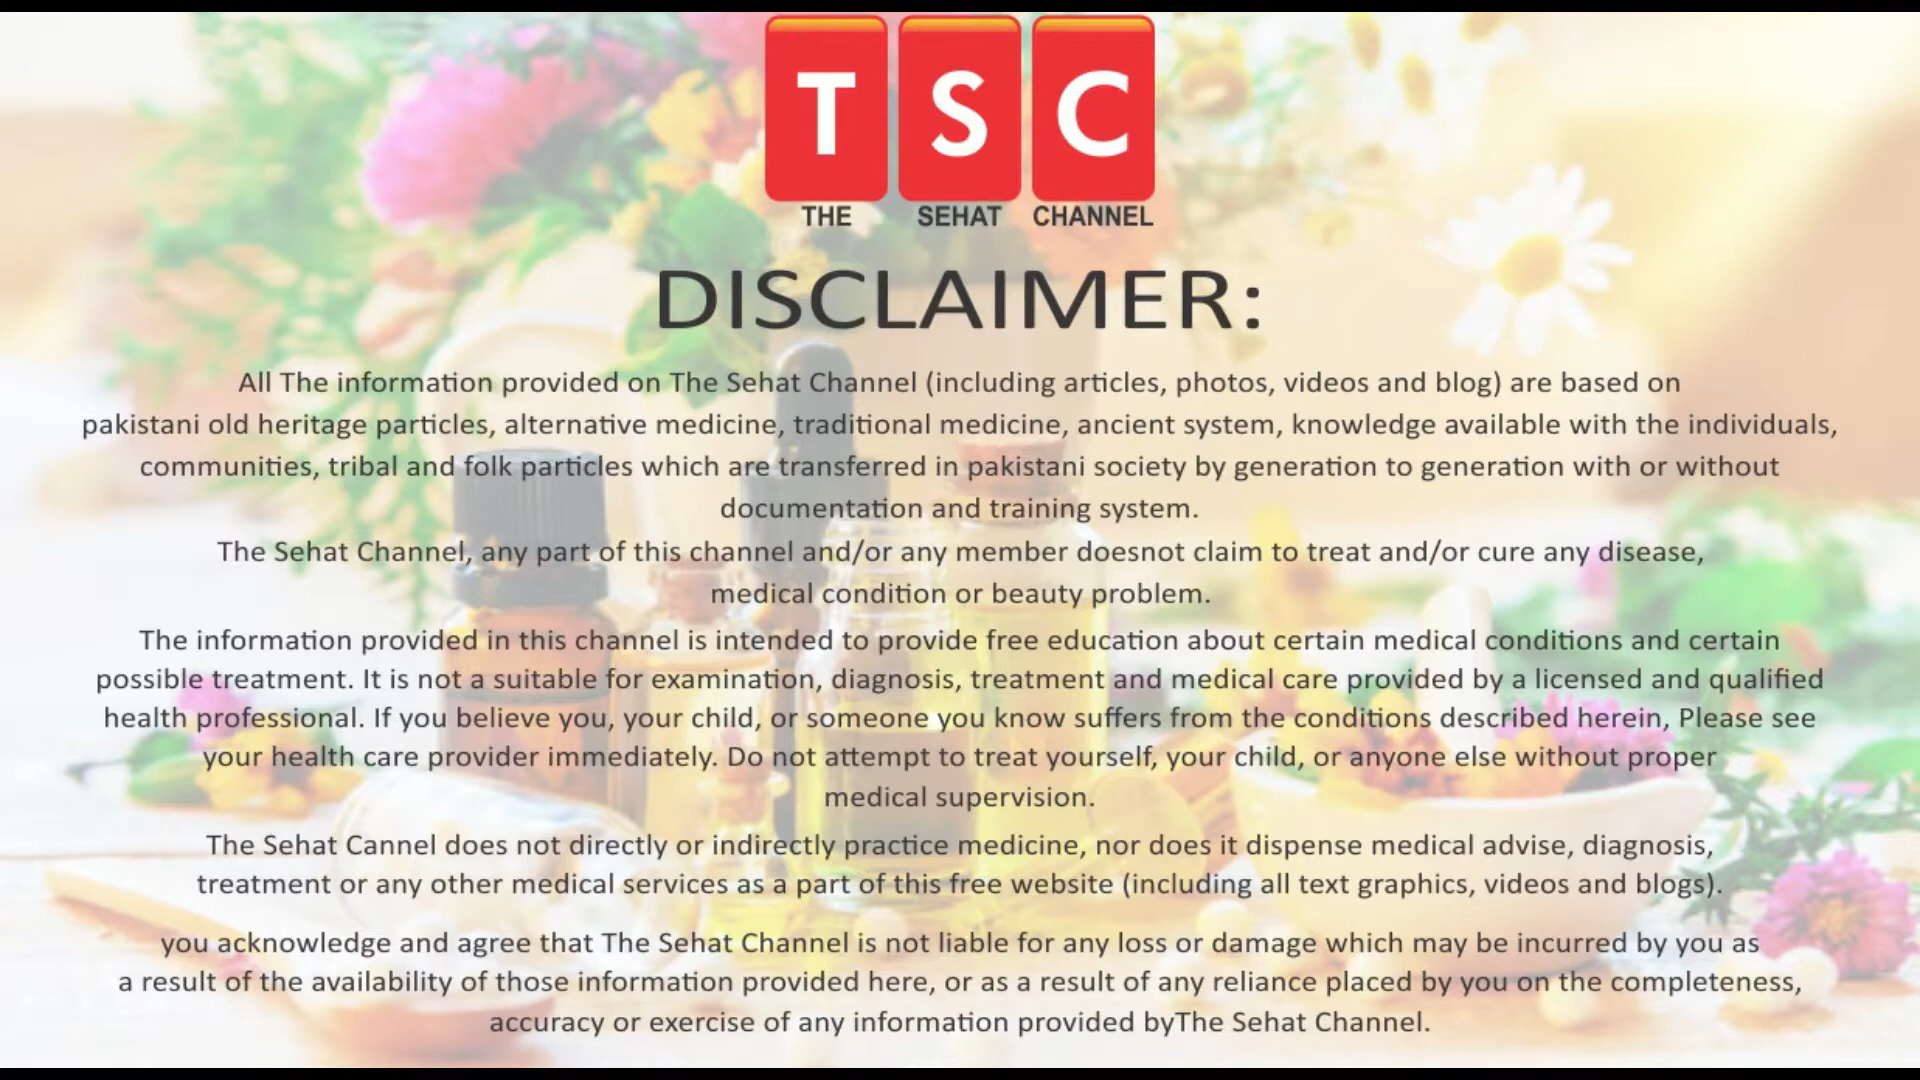 T S C
THE SEHAT CHANNEL
DISCLAIMER:
All The information provided on The Sehat Channel (including articles, photos, videos and blog) are based on
pakistani old heritage particles, alternative medicine, traditional medicine, ancient system, knowledge available with the individuals,
communities, tribal and folk particles which are transferred in pakistani society by generation to generation with or without
documentation and training system.
The Sehat Channel, any part of this channel and/or any member doesnot claim to treat and/or cure any disease,
medical condition or beauty problem.
The information provided in this channel is intended to provide free education about certain medical conditions and certain
possible treatment. It is not a suitable for examination, diagnosis, treatment and medical care provided by a licensed and qualified
health professional. If you believe you, your child, or someone you know suffers from the conditions described herein, Please see
your health care provider immediately. Do not attempt to treat yourself, your child, or anyone else without proper
medical supervision.
The Sehat Cannel does not directly or indirectly practice medicine, nor does it dispense medical advise, diagnosis,
treatment or any other medical services as a part of this free website (including all text graphics, videos and blogs).
you acknowledge and agree that The Sehat Channel is not liable for any loss or damage which may be incurred by you as
a result of the availability of those information provided here, or as a result of any reliance placed by you on the completeness,
accuracy or exercise of any information provided byThe Sehat Channel.